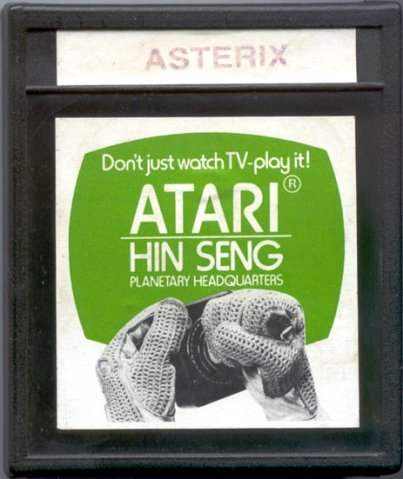 ASTERIX
Don't just watch TV-play it!
ATARI®
HIN SENG
PLANETARY HEADQUARTERS